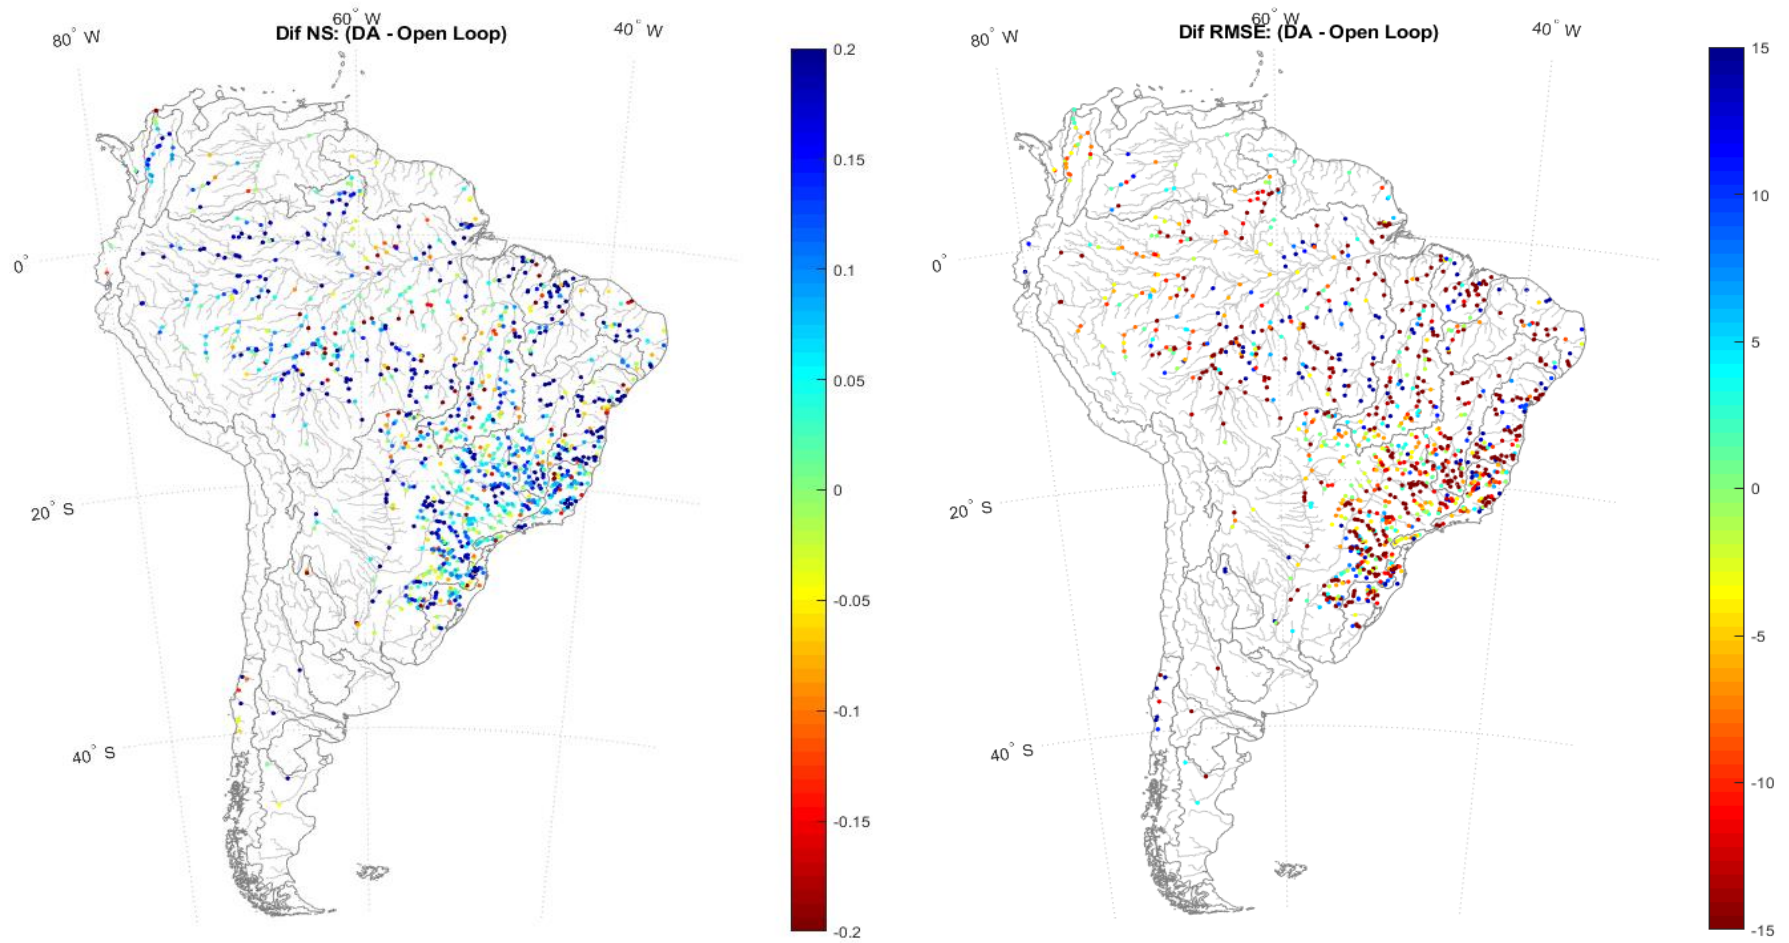 60° W
80° W
Dif NS: (DA - Open Loop)
40° W
0°
20° S
40° S
0.2
0.15
0.1
0.05
0
-0.05
-0.1
-0.15
-0.2
60° W
80° W
Dif RMSE: (DA - Open Loop)
40° W
0°
20° S
40° S
15
10
5
0
-5
-10
-15